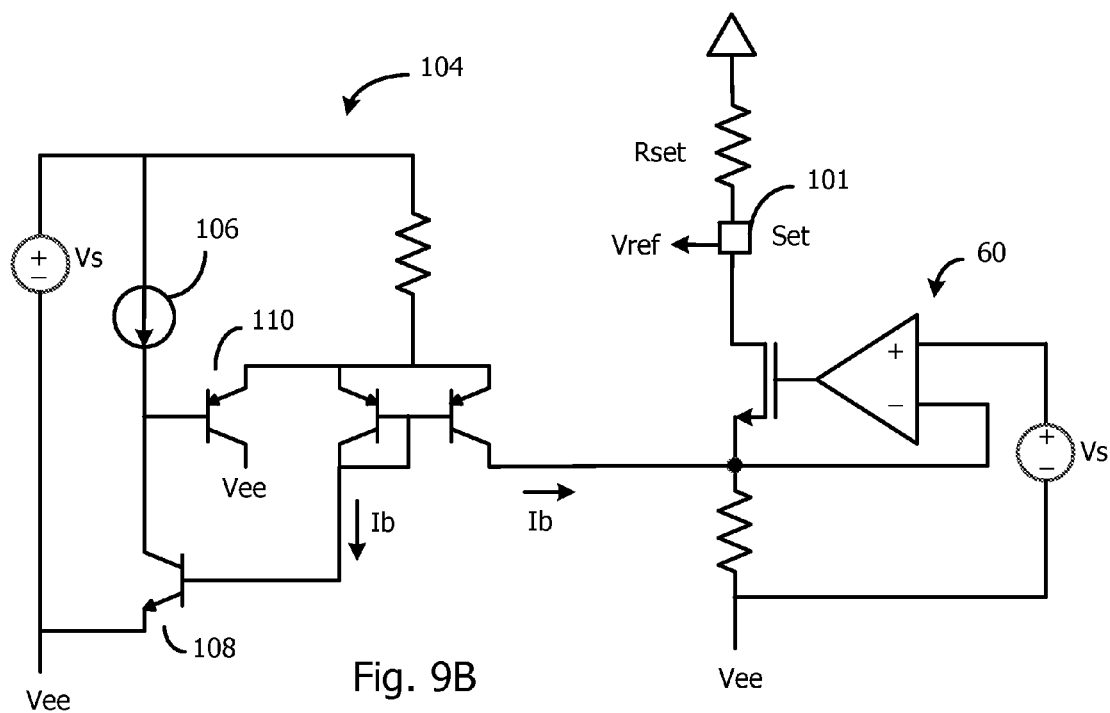 104
Rset
101
106
Vs
+
−
Vref
Set
60
110
+
−
+
−
Vs
Vee
Ib
Ib
108
Vee
Vee
Fig. 9B